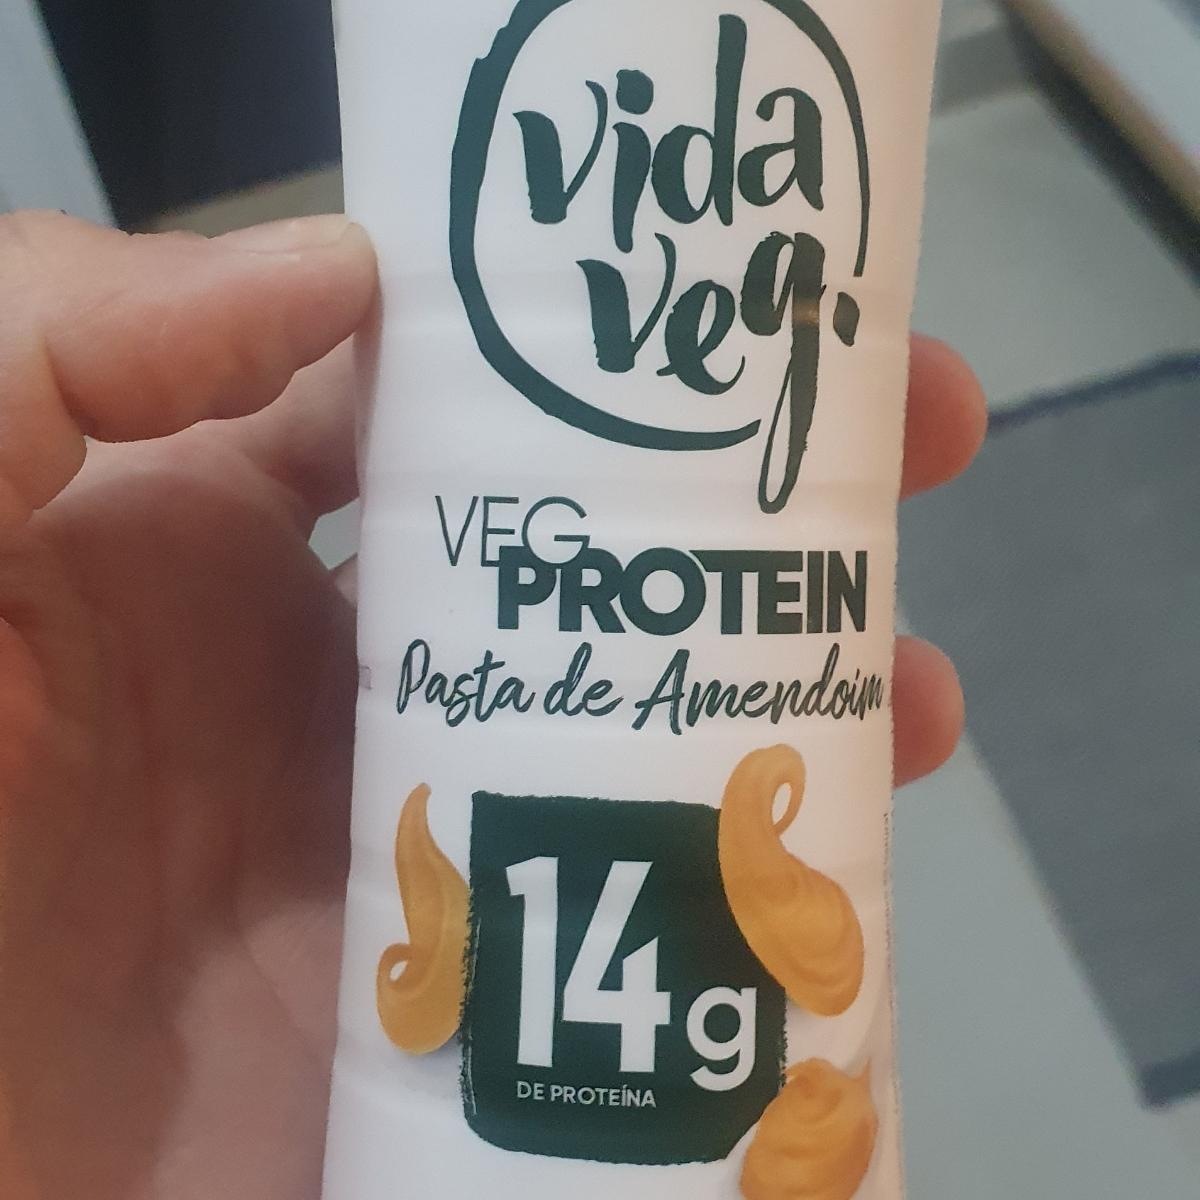 vida
veg.
VEG
PROTEIN
Pasta de Amendoim
14g
DE PROTEÍNA